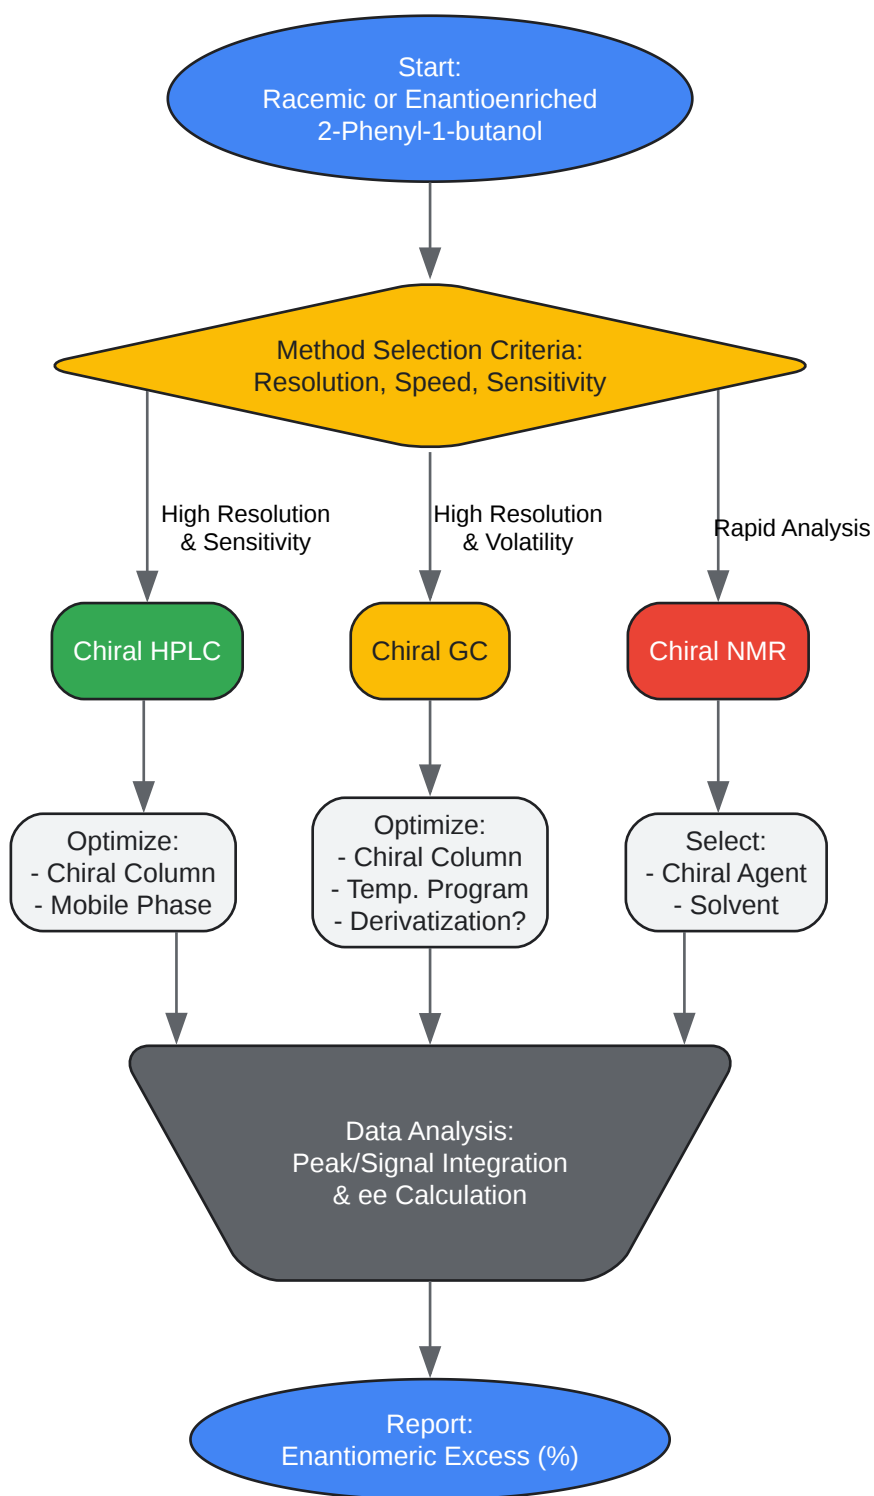 Start:
Racemic or Enantioenriched
2-Phenyl-1-butanol
Method Selection Criteria:
Resolution, Speed, Sensitivity
High Resolution
& Sensitivity
High Resolution
& Volatility
Rapid Analysis
Chiral HPLC
Chiral GC
Chiral NMR
Optimize:
- Chiral Column
- Mobile Phase
Optimize:
- Chiral Column
- Temp. Program
- Derivatization?
Select:
- Chiral Agent
- Solvent
Data Analysis:
Peak/Signal Integration
& ee Calculation
Report:
Enantiomeric Excess (%)